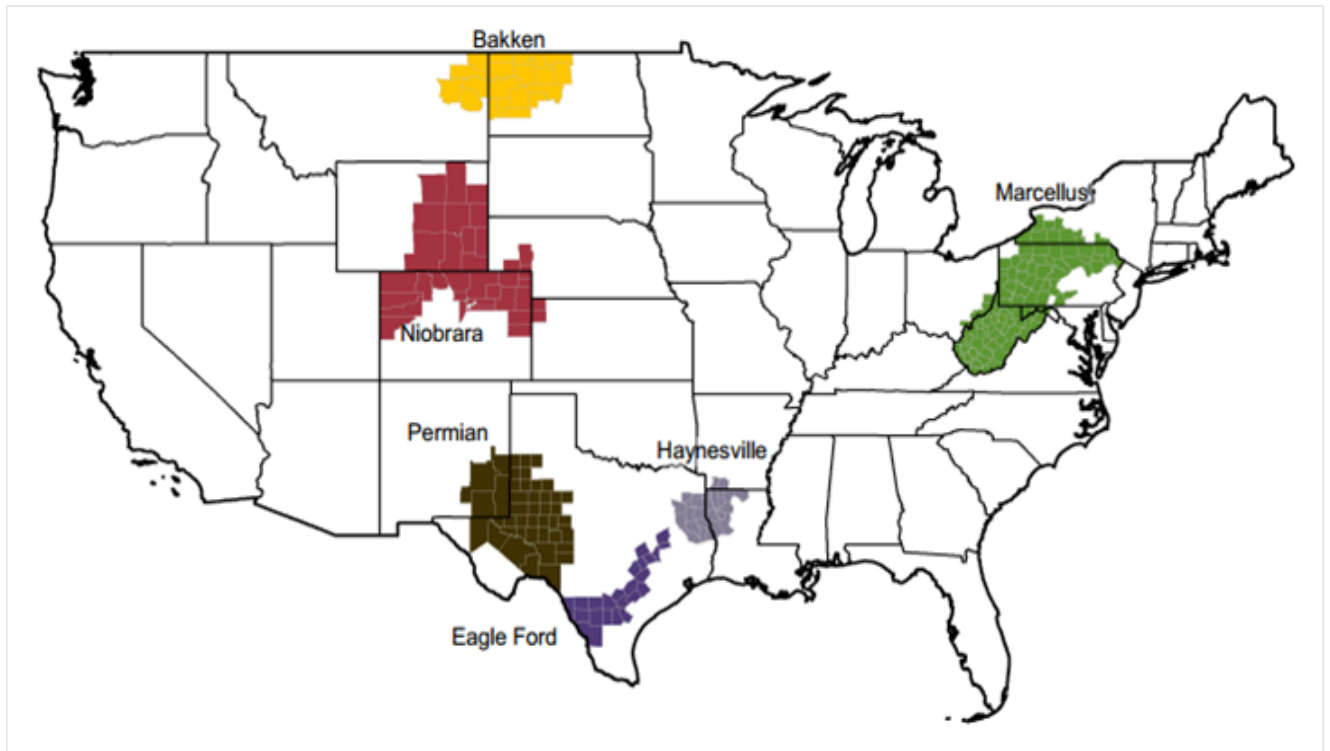 Bakken
Marcellus
Niobrara
Permian
Haynesville
Eagle Ford